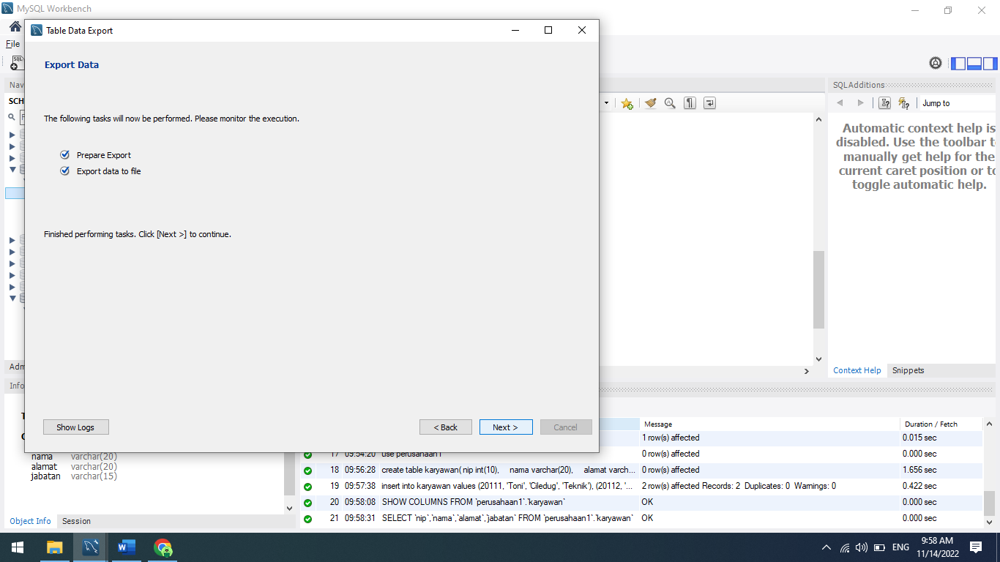 MySQL Workbench
Table Data Export
File
SQL
Export Data
Nav
SQLAdditions
SCH
Jump to
The following tasks will now be performed. Please monitor the execution.
Automatic context help is
disabled. Use the toolbar t
manually get help for the
current caret position or to
toggle automatic help.
Prepare Export
Export data to file
Finished performing tasks. Click [Next >] to continue.
Adm
Context Help
Snippets
Info
Show Logs
< Back
Next >
Cancel
Message
Duration / Fetch
1 row(s) affected
0.015 sec
nama varchar(20)
alamat varchar(20)
jabatan varchar(15)
17 09:54:20 use perusahaan1 0 row(s) affected 0.000 sec
18 09:56:28 create table karyawan( nip int(10), nama varchar(20), alamat varch... 0 row(s) affected 1.656 sec
19 09:57:38 insert into karyawan values (20111, 'Toni', 'Ciledug', 'Teknik'), (20112, '... 2 row(s) affected Records: 2 Duplicates: 0 Warnings: 0 0.422 sec
20 09:58:08 SHOW COLUMNS FROM `perusahaan1`.`karyawan` OK 0.000 sec
21 09:58:31 SELECT `nip`,`nama`,`alamat`,`jabatan` FROM `perusahaan1`.`karyawan` OK 0.000 sec
Object Info
Session
ENG
9:58 AM
11/14/2022